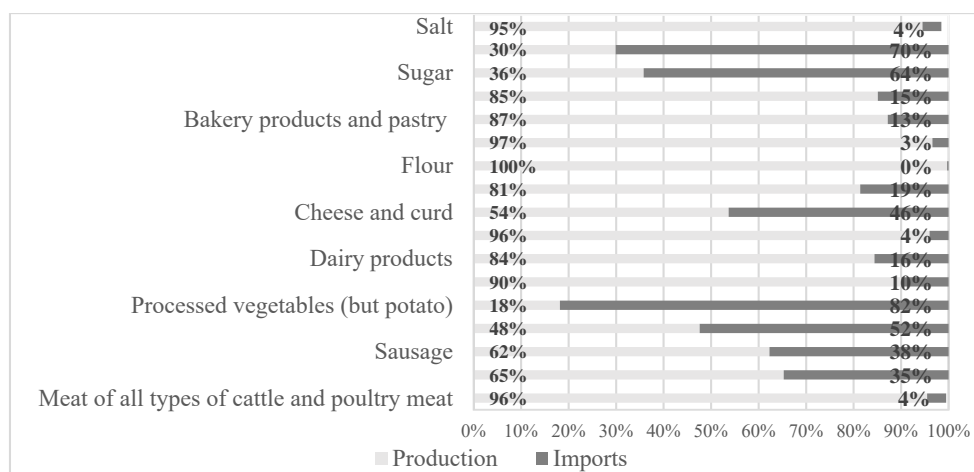 Salt 95% 4%
30% 70%
Sugar 36% 64%
85% 15%
Bakery products and pastry 87% 13%
97% 3%
Flour 100% 0%
81% 19%
Cheese and curd 54% 46%
96% 4%
Dairy products 84% 16%
90% 10%
Processed vegetables (but potato) 18% 82%
48% 52%
Sausage 62% 38%
65% 35%
Meat of all types of cattle and poultry meat 96% 4%
0% 10% 20% 30% 40% 50% 60% 70% 80% 90% 100%
Production Imports